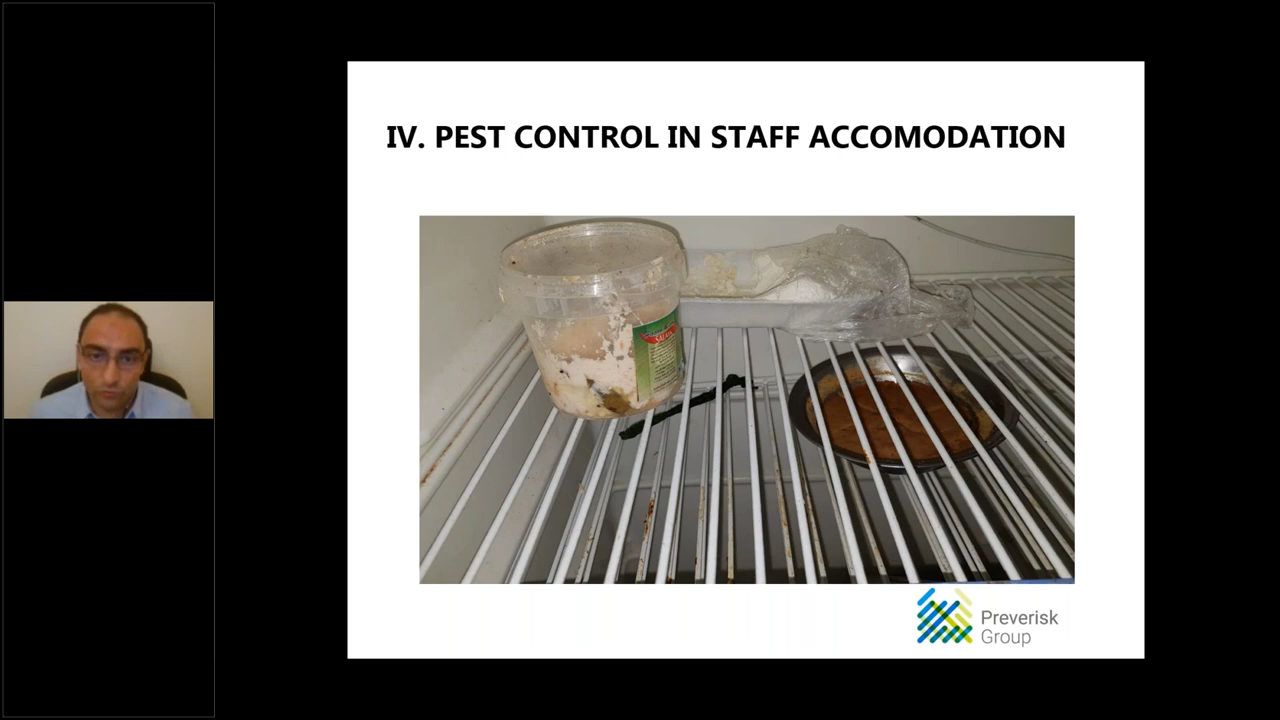 IV. PEST CONTROL IN STAFF ACCOMODATION
Preverisk
Group